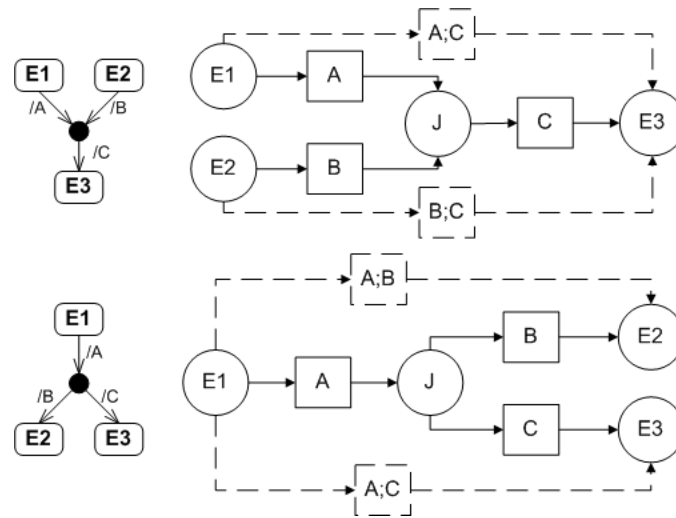 E1 E2
/A /B
/C
E3
A;C
E1 A
J C E3
E2 B
B;C
E1
/A
/B /C
E2 E3
A;B
B E2
E1 A J
C E3
A;C